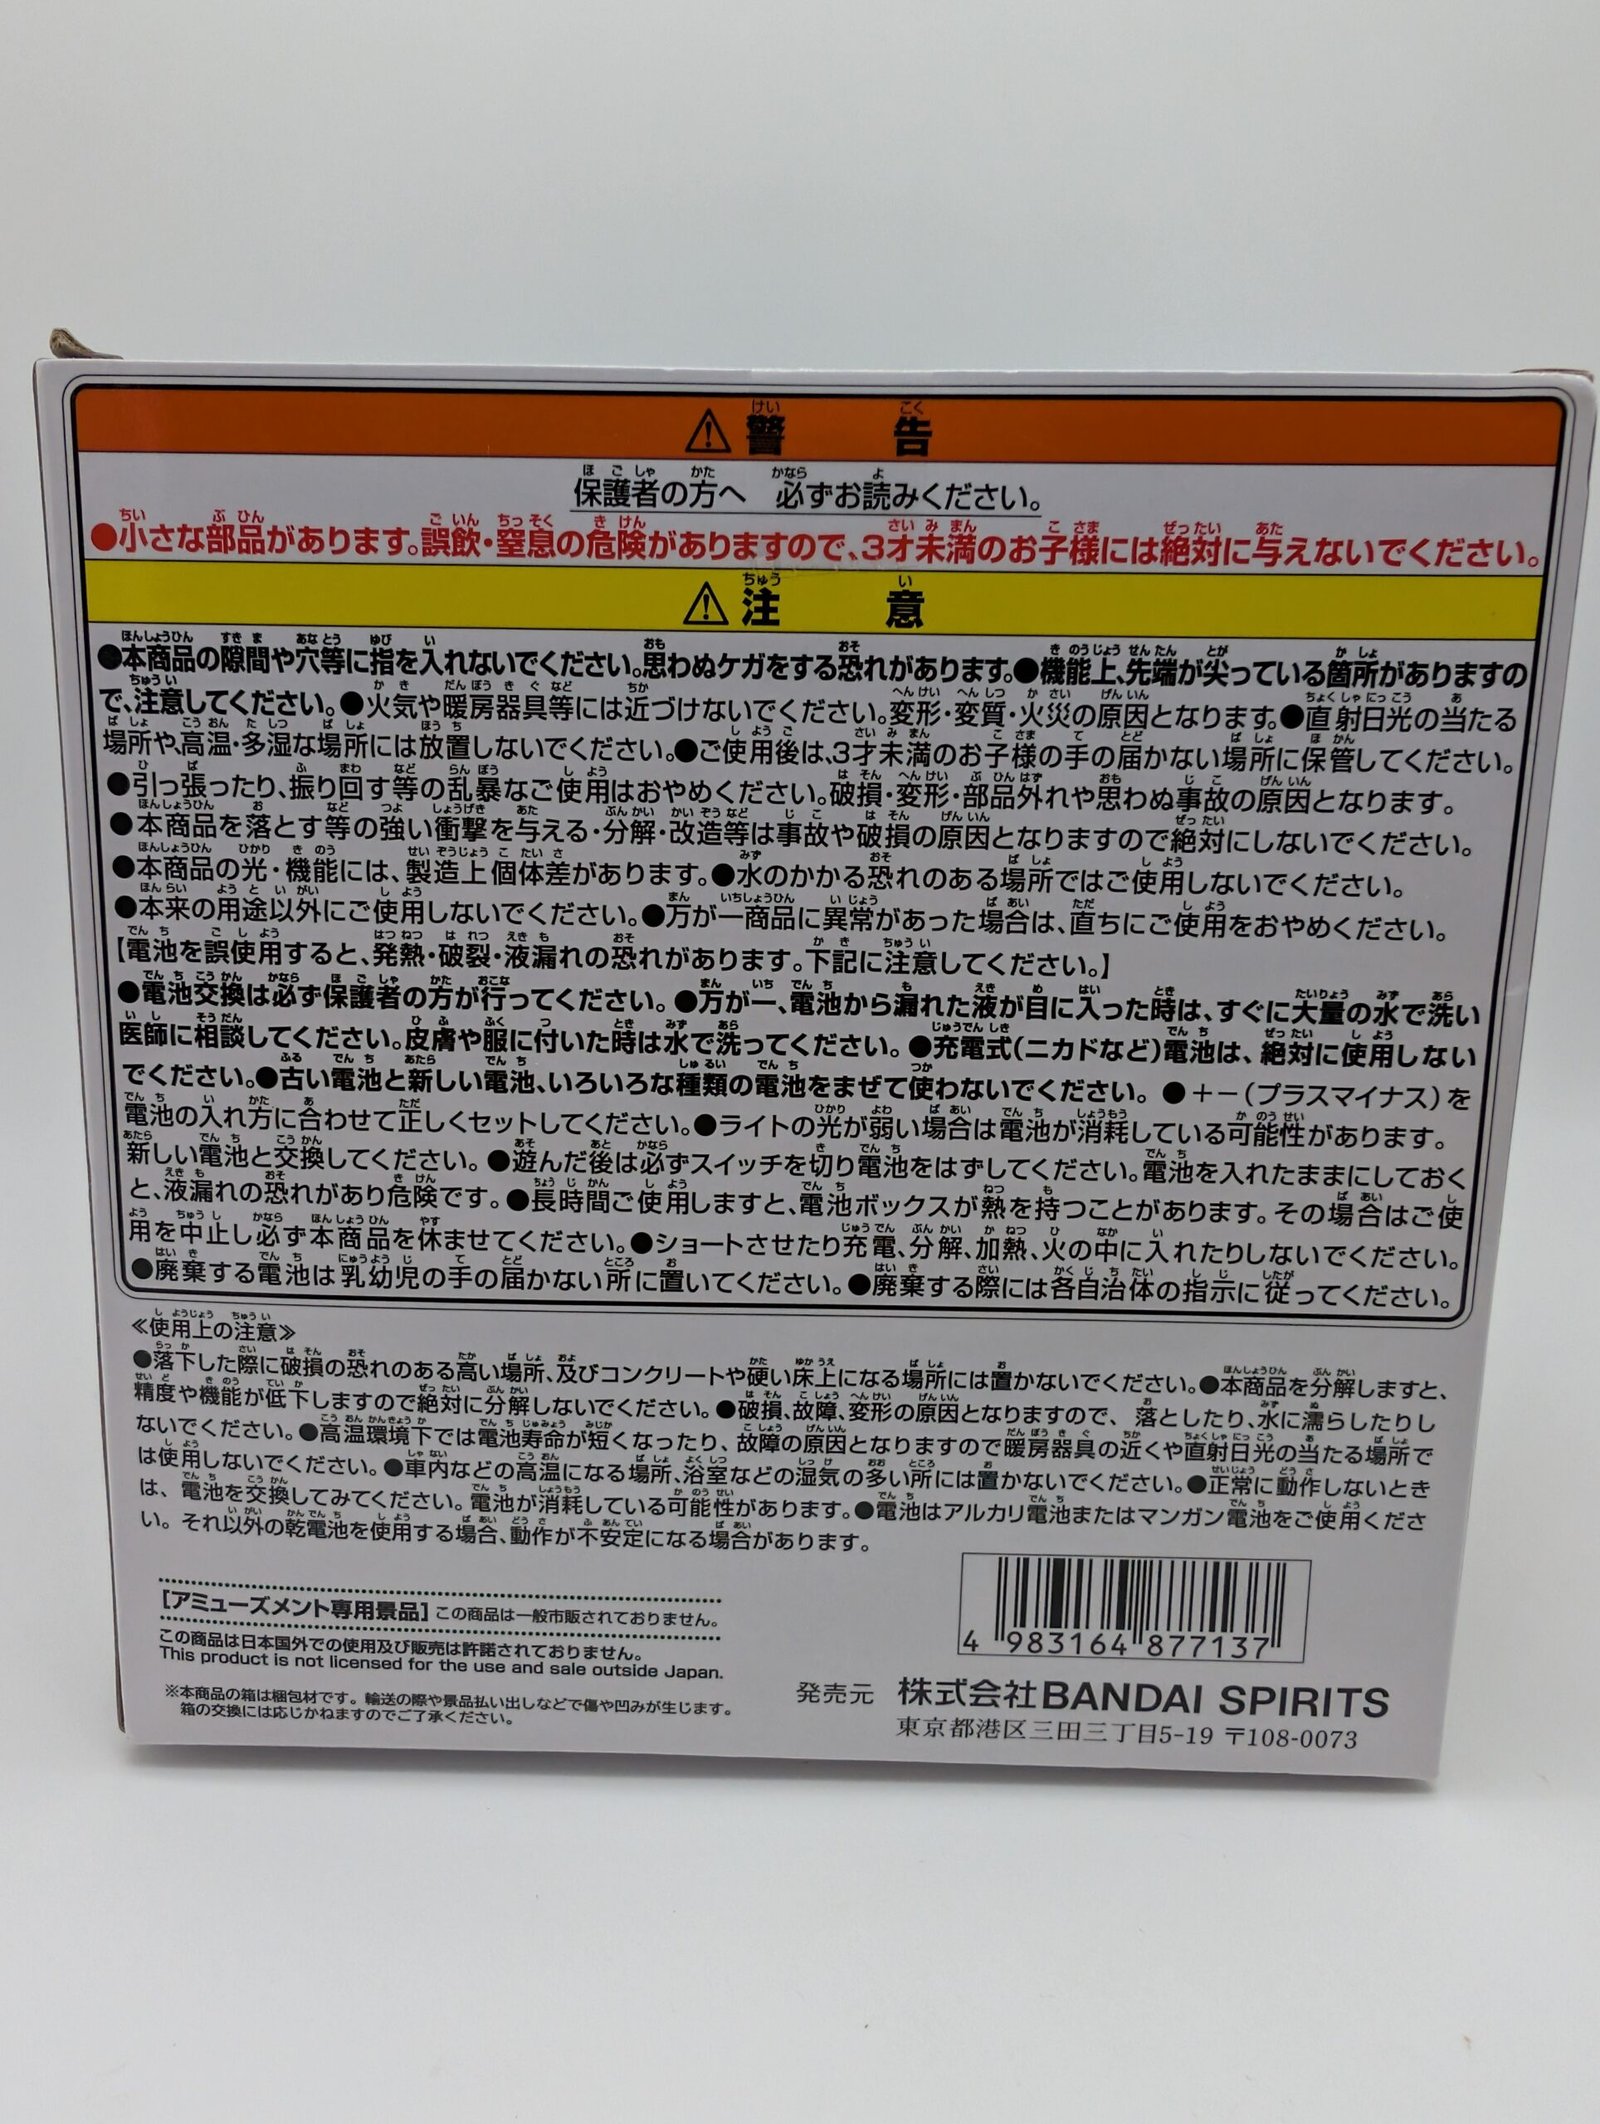 ⚠警告
保護者の方へ　必ずお読みください。
●小さな部品があります。誤飲・窒息の危険がありますので、3才未満のお子様には絶対に与えないでください。
⚠注意
●本商品の隙間や穴等に指を入れないでください。思わぬケガをする恐れがあります。●機能上、先端が尖っている箇所がありますの
で、注意してください。●火気や暖房器具等には近づけないでください。変形・変質・火災の原因となります。●直射日光の当たる
場所や、高温・多湿な場所には放置しないでください。●ご使用後は、3才未満のお子様の手の届かない場所に保管してください。
●引っ張ったり、振り回す等の乱暴なご使用はおやめください。破損・変形・部品外れや思わぬ事故の原因となります。
●本商品を落とす等の強い衝撃を与える・分解・改造等は事故や破損の原因となりますので絶対にしないでください。
●本商品の光・機能には、製造上個体差があります。●水のかかる恐れのある場所ではご使用しないでください。
●本来の用途以外にご使用しないでください。●万が一商品に異常があった場合は、直ちにご使用をおやめください。
【電池を誤使用すると、発熱・破裂・液漏れの恐れがあります。下記に注意してください。】
●電池交換は必ず保護者の方が行ってください。●万が一、電池から漏れた液が目に入った時は、すぐに大量の水で洗い
医師に相談してください。皮膚や服に付いた時は水で洗ってください。●充電式(ニカドなど)電池は、絶対に使用しない
でください。●古い電池と新しい電池、いろいろな種類の電池をまぜて使わないでください。●＋－(プラスマイナス)を
電池の入れ方に合わせて正しくセットしてください。●ライトの光が弱い場合は電池が消耗している可能性があります。
新しい電池と交換してください。●遊んだ後は必ずスイッチを切り電池をはずしてください。電池を入れたままにしておく
と、液漏れの恐れがあり危険です。●長時間ご使用しますと、電池ボックスが熱を持つことがあります。その場合はご使
用を中止し必ず本商品を休ませてください。●ショートさせたり充電、分解、加熱、火の中に入れたりしないでください。
●廃棄する電池は乳幼児の手の届かない所に置いてください。●廃棄する際には各自治体の指示に従ってください。
≪使用上の注意≫
●落下した際に破損の恐れのある高い場所、及びコンクリートや硬い床上になる場所には置かないでください。●本商品を分解しますと、
精度や機能が低下しますので絶対に分解しないでください。●破損、故障、変形の原因となりますので、落としたり、水に濡らしたりし
ないでください。●高温環境下では電池寿命が短くなったり、故障の原因となりますので暖房器具の近くや直射日光の当たる場所で
は使用しないでください。●車内などの高温になる場所、浴室などの湿気の多い所には置かないでください。●正常に動作しないとき
は、電池を交換してみてください。電池が消耗している可能性があります。●電池はアルカリ電池またはマンガン電池をご使用くださ
い。それ以外の乾電池を使用する場合、動作が不安定になる場合があります。
[アミューズメント専用景品]この商品は一般市販されておりません。
この商品は日本国外での使用及び販売は許諾されておりません。
This product is not licensed for the use and sale outside Japan.
※本商品の箱は梱包材です。輸送の際や景品払い出しなどで傷や凹みが生じます。
箱の交換には応じかねますのでご了承ください。
4 983164 877137
発売元 株式会社BANDAI SPIRITS
東京都港区三田三丁目5-19 〒108-0073